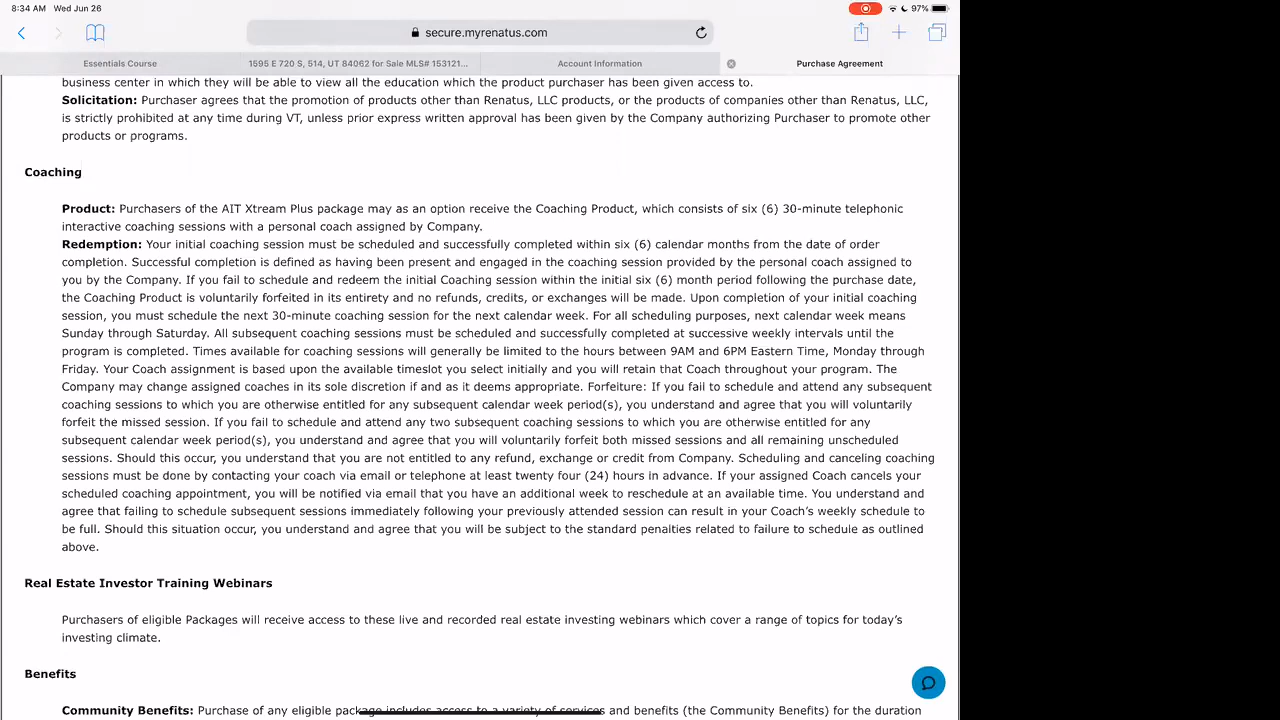 8:34 AM Wed Jun 26
97%
secure.myrenatus.com
Essentials Course
1595 E 720 S, 514, UT 84062 for Sale MLS# 153121...
Account Information
Purchase Agreement
business center in which they will be able to view all the education which the product purchaser has been given access to.
Solicitation: Purchaser agrees that the promotion of products other than Renatus, LLC products, or the products of companies other than Renatus, LLC,
is strictly prohibited at any time during VT, unless prior express written approval has been given by the Company authorizing Purchaser to promote other
products or programs.
Coaching
Product: Purchasers of the AIT Xtream Plus package may as an option receive the Coaching Product, which consists of six (6) 30-minute telephonic
interactive coaching sessions with a personal coach assigned by Company.
Redemption: Your initial coaching session must be scheduled and successfully completed within six (6) calendar months from the date of order
completion. Successful completion is defined as having been present and engaged in the coaching session provided by the personal coach assigned to
you by the Company. If you fail to schedule and redeem the initial Coaching session within the initial six (6) month period following the purchase date,
the Coaching Product is voluntarily forfeited in its entirety and no refunds, credits, or exchanges will be made. Upon completion of your initial coaching
session, you must schedule the next 30-minute coaching session for the next calendar week. For all scheduling purposes, next calendar week means
Sunday through Saturday. All subsequent coaching sessions must be scheduled and successfully completed at successive weekly intervals until the
program is completed. Times available for coaching sessions will generally be limited to the hours between 9AM and 6PM Eastern Time, Monday through
Friday. Your Coach assignment is based upon the available timeslot you select initially and you will retain that Coach throughout your program. The
Company may change assigned coaches in its sole discretion if and as it deems appropriate. Forfeiture: If you fail to schedule and attend any subsequent
coaching sessions to which you are otherwise entitled for any subsequent calendar week period(s), you understand and agree that you will voluntarily
forfeit the missed session. If you fail to schedule and attend any two subsequent coaching sessions to which you are otherwise entitled for any
subsequent calendar week period(s), you understand and agree that you will voluntarily forfeit both missed sessions and all remaining unscheduled
sessions. Should this occur, you understand that you are not entitled to any refund, exchange or credit from Company. Scheduling and canceling coaching
sessions must be done by contacting your coach via email or telephone at least twenty four (24) hours in advance. If your assigned Coach cancels your
scheduled coaching appointment, you will be notified via email that you have an additional week to reschedule at an available time. You understand and
agree that failing to schedule subsequent sessions immediately following your previously attended session can result in your Coach's weekly schedule to
be full. Should this situation occur, you understand and agree that you will be subject to the standard penalties related to failure to schedule as outlined
above.
Real Estate Investor Training Webinars
Purchasers of eligible Packages will receive access to these live and recorded real estate investing webinars which cover a range of topics for today's
investing climate.
Benefits
Community Benefits: Purchase of any eligible package includes access to a variety of services and benefits (the Community Benefits) for the duration